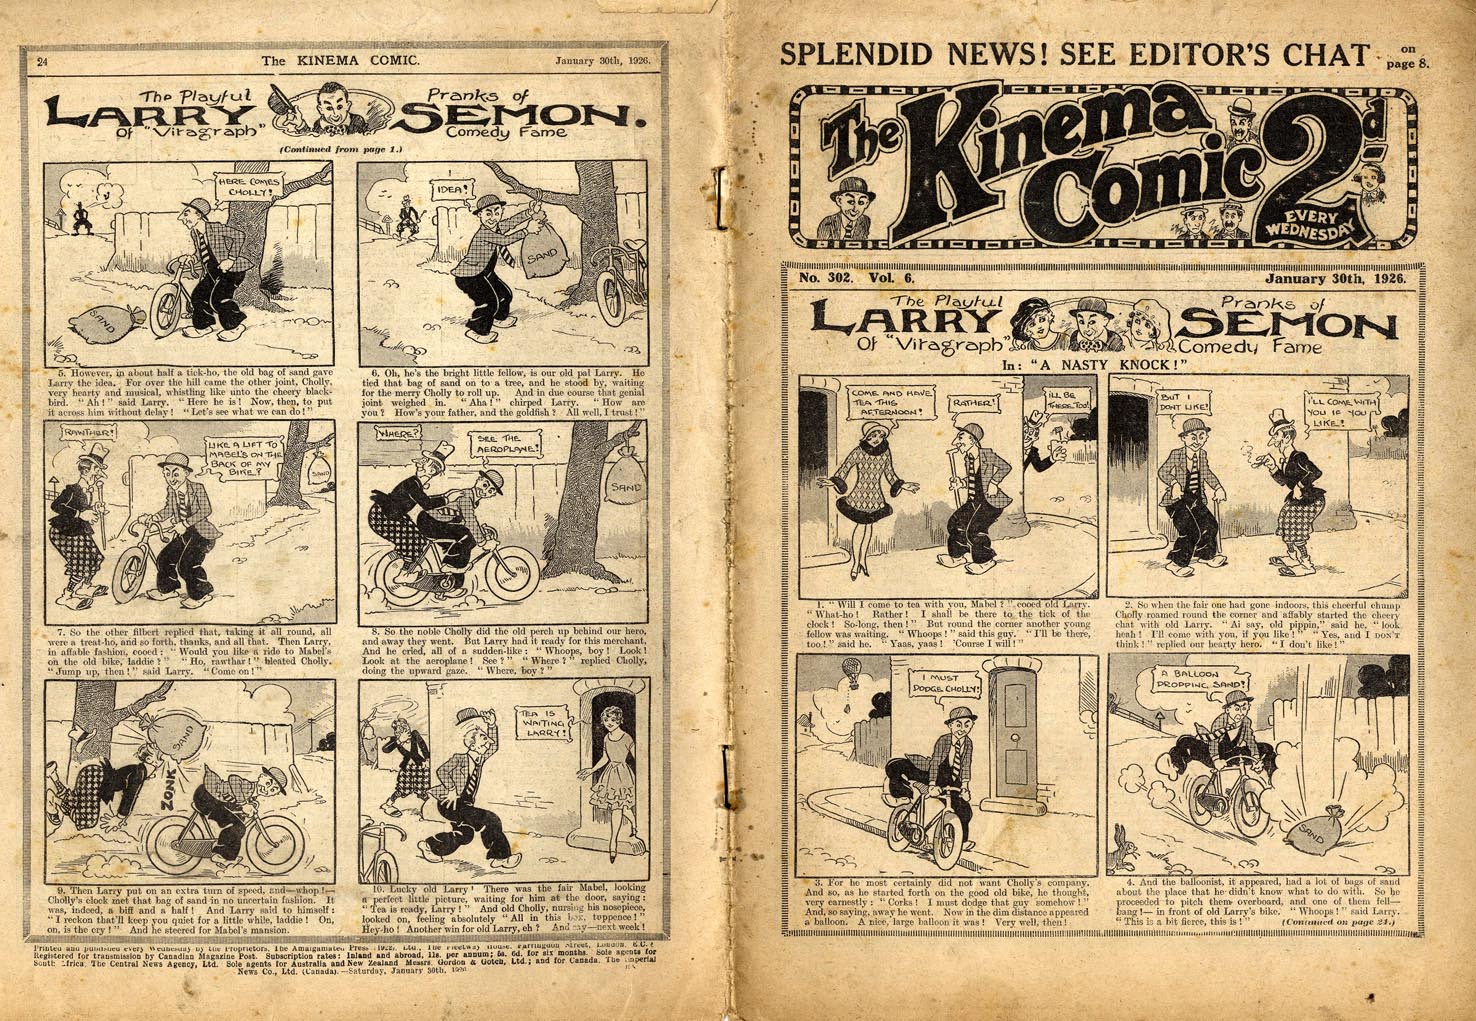 24
The KINEMA COMIC.
January 30th, 1926.
The Playful Pranks of
LARRY SEMON.
Of "Vitagraph" Comedy Fame
(Continued from page 1.)
HERE COMES
CHOLLY!
SAND
5. However, in about half a tick-ho, the old bag of sand gave
Larry the idea. For over the hill came the other joint, Cholly,
very hearty and musical, whistling like unto the cheery black-
bird. "Ah!" said Larry. "Here he is! Now, then, to put
it across him without delay! "Let's see what we can do!"
IDEA!
SAND
6. Oh, he's the bright little fellow, is our old pal Larry. He
tied that bag of sand on to a tree, and he stood by, waiting
for the merry Cholly to roll up. And in due course that genial
joint weighed in. "Aha!" chirped Larry. "How are
you? How's your father, and the goldfish? All well, I trust!"
RAWTHER!
LIKE A LIFT TO
MABEL'S ON THE
BACK OF MY
BIKE?
SAND
7. So the other filbert replied that, taking it all round, all
were a treat-ho, and so forth, thanks, and all that. Then Larry,
in affable fashion, cooed: "Would you like a ride to Mabel's
on the old bike, laddie?" "Ho, rawthar!" bleated Cholly.
"Jump up, then!" said Larry. "Come on!"
WHERE?
SEE THE
AEROPLANE!
SAND
8. So the noble Cholly did the old perch up behind our hero,
and away they went. But Larry had it ready for this merchant.
And he cried, all of a sudden-like: "Whoops, boy! Look!
Look at the aeroplane! See?" "Where?" replied Cholly,
doing the upward gaze. "Where, boy?"
SAND
ZONK
9. Then Larry put on an extra turn of speed, and—whop!—
Cholly's clock met that bag of sand in no uncertain fashion. It
was, indeed, a biff and a half! And Larry said to himself:
"I reckon that'll keep you quiet for a little while, laddie! On,
on, is the cry!" And he steered for Mabel's mansion.
TEA IS
WAITING
LARRY!
10. Lucky old Larry! There was the fair Mabel, looking
a perfect little picture, waiting for him at the door, saying:
"Tea is ready, Larry!" And old Cholly, nursing his nosepiece,
looked on, feeling absolutely "All in this box, tuppence!"
Hey-ho! Another win for old Larry, eh? And say—next week!
Printed and published every Wednesday by the Proprietors, The Amalgamated Press Ltd., The Fleetway House, Farringdon Street, London, E.C.4
Registered for transmission by Canadian Magazine Post. Subscription rates: Inland and abroad, 11s. per annum; 5s. 6d. for six months. Sole agents for
South Africa, The Central News Agency, Ltd. Sole agents for Australia and New Zealand Messrs. Gordon & Gotch, Ltd.; and for Canada, The Imperial
News Co., Ltd. (Canada).—Saturday, January 30th, 1926
SPLENDID NEWS! SEE EDITOR'S CHAT on page 8.
The Kinema
Comic
2d
EVERY
WEDNESDAY
No. 302. Vol. 6.
January 30th, 1926.
The Playful Pranks of
LARRY SEMON
Of "Vitagraph" Comedy Fame
In: "A NASTY KNOCK!"
COME AND HAVE
TEA THIS
AFTERNOON!
RATHER!
I'LL BE
THERE, TOO!
1. "Will I come to tea with you, Mabel?" cooed old Larry.
"What-ho! Rather! I shall be there to the tick of the
clock! So-long, then!" But round the corner another young
fellow was waiting. "Whoops!" said this guy. "I'll be there,
too!" said he. "Yaas, yaas! 'Course I will!"
BUT I
DON'T LIKE!
I'LL COME WITH
YOU IF YOU
LIKE!
2. So when the fair one had gone indoors, this cheerful chump
Cholly roamed round the corner and affably started the cheery
chat with old Larry. "Ai say, old pippin," said he, "look
heah! I'll come with you, if you like!" "Yes, and I DON'T
think!" replied our hearty hero. "I don't like!"
I MUST
DODGE CHOLLY!
3. For he most certainly did not want Cholly's company.
And so, as he started forth on the good old bike, he thought,
very earnestly: "Corks! I must dodge that guy somehow!"
And, so saying, away he went. Now in the dim distance appeared
a balloon. A nice, large balloon it was! Very well, then!
A BALLOON
DROPPING SAND!
SAND
4. And the balloonist, it appeared, had a lot of bags of sand
about the place that he didn't know what to do with. So he
proceeded to pitch them overboard, and one of them fell—
bang!—in front of old Larry's bike. "Whoops!" said Larry.
"This is a bit fierce, this is!" (Continued on page 24.)